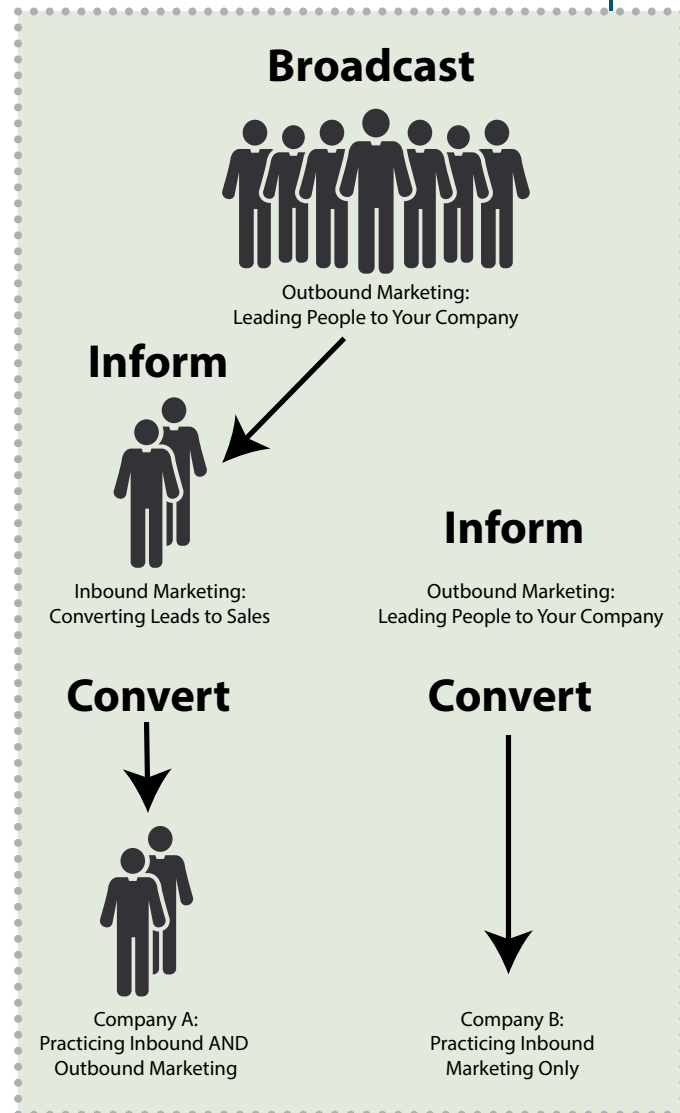 Broadcast
Outbound Marketing:
Leading People to Your Company
Inform
Inbound Marketing:
Converting Leads to Sales
Inform
Outbound Marketing:
Leading People to Your Company
Convert
Convert
Company A:
Practicing Inbound AND
Outbound Marketing
Company B:
Practicing Inbound
Marketing Only